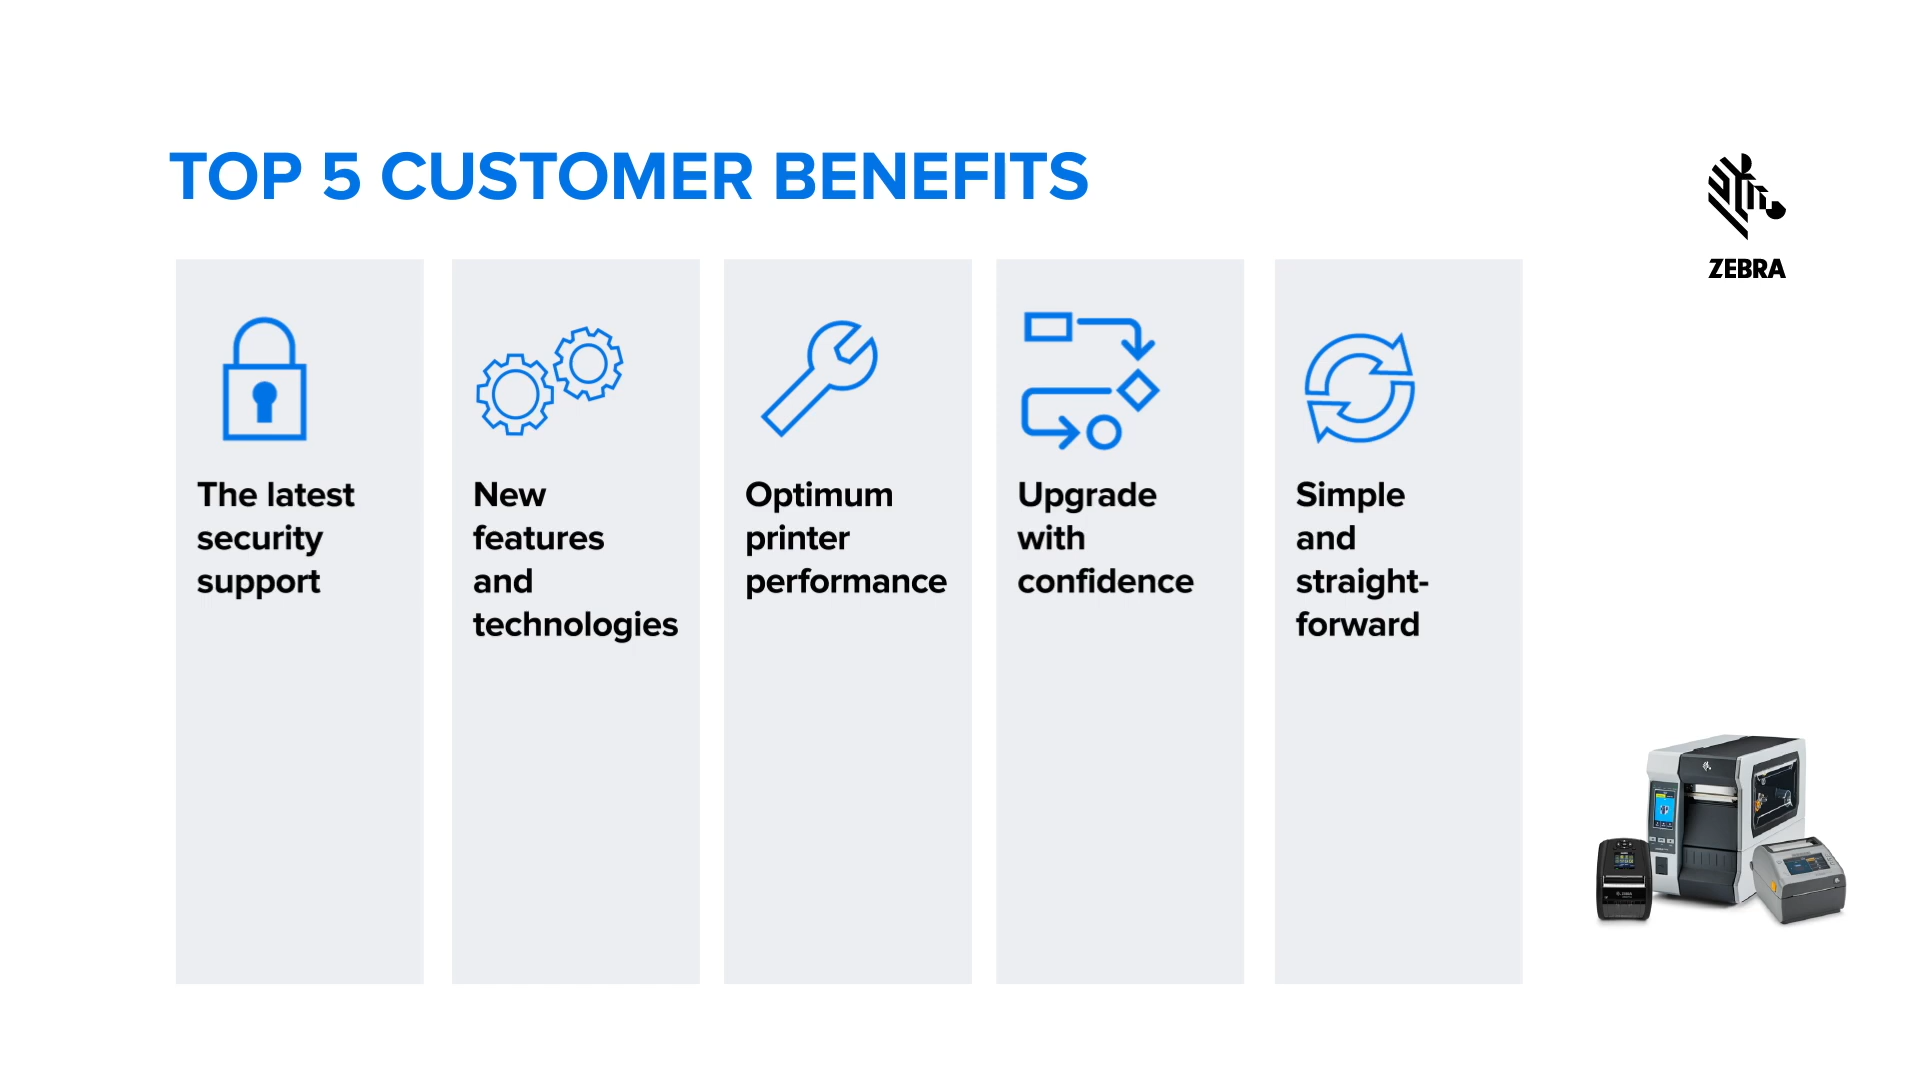 TOP 5 CUSTOMER BENEFITS
ZEBRA
The latest
security
support
New
features
and
technologies
Optimum
printer
performance
Upgrade
with
confidence
Simple
and
straight-
forward